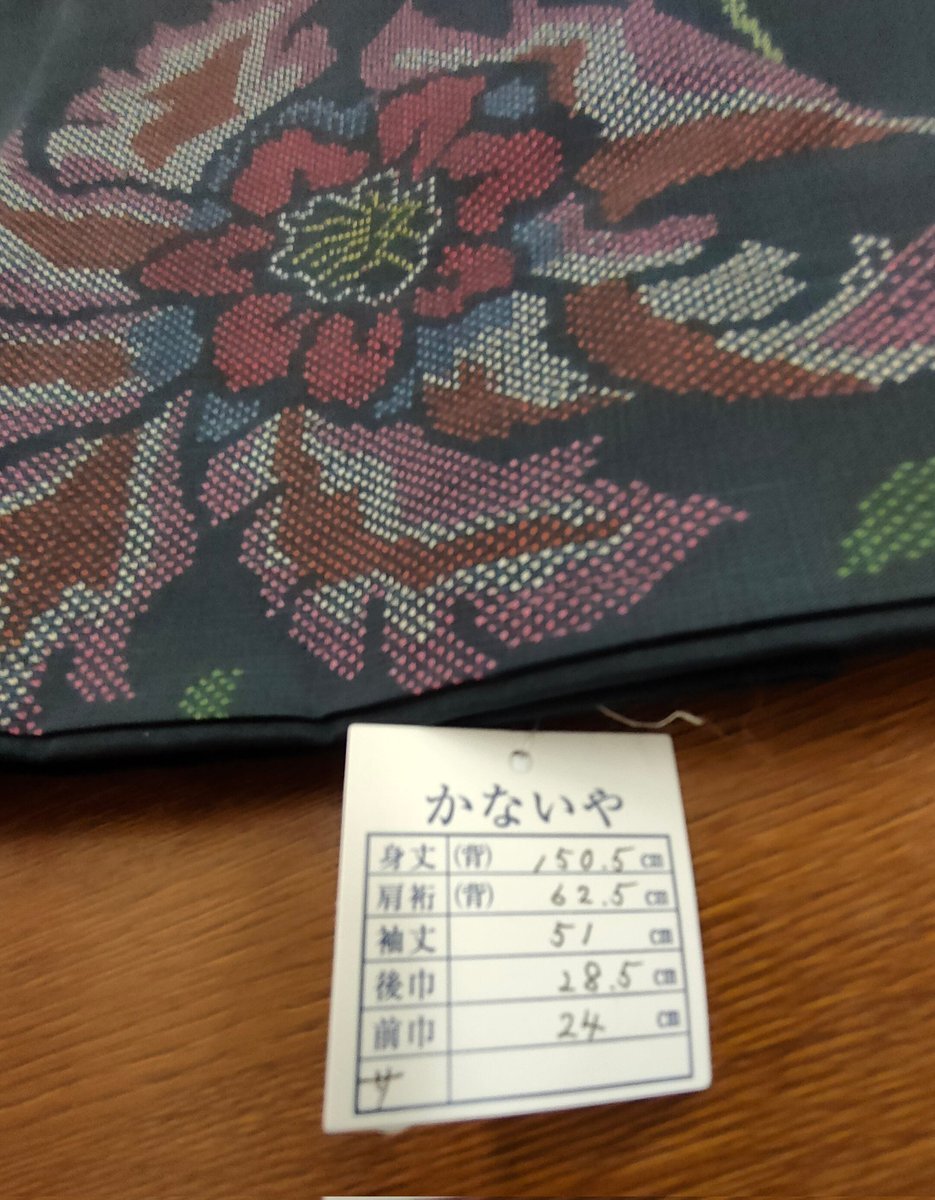 かないや
身丈 (背) 150.5 cm
肩裄 (背) 62.5 cm
袖丈 51 cm
後巾 28.5 cm
前巾 24 cm